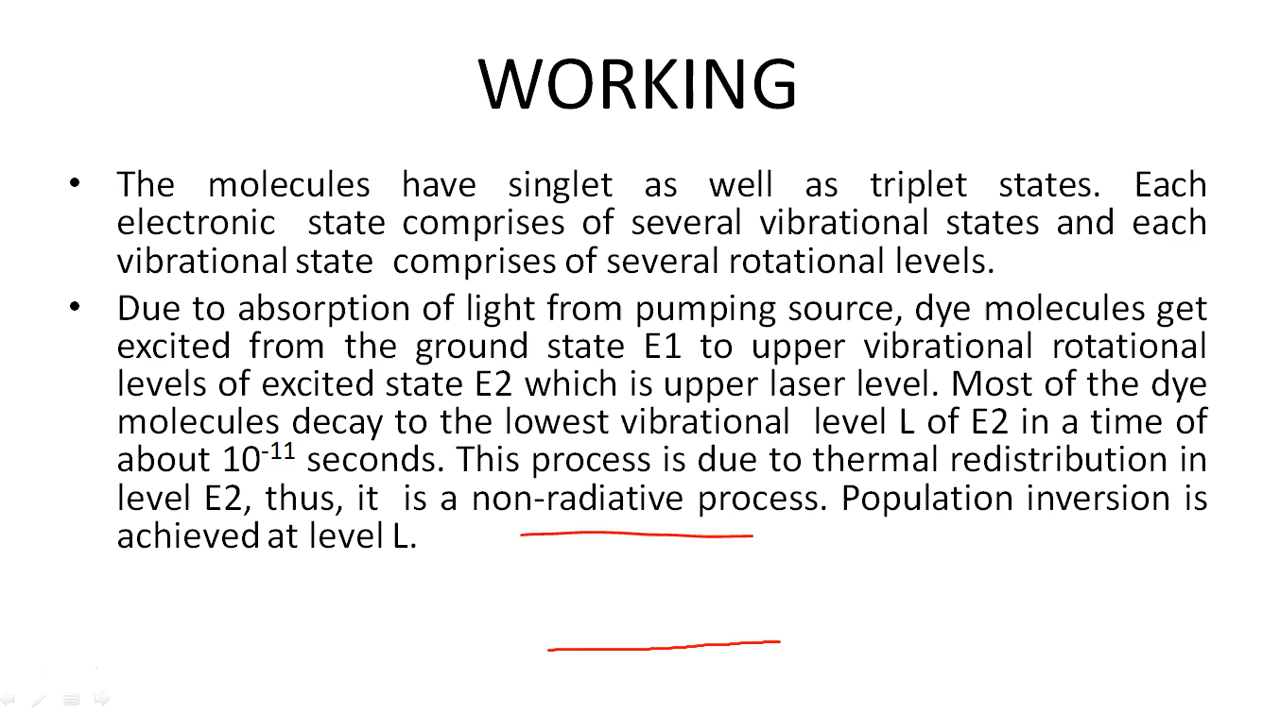 WORKING
• The molecules have singlet as well as triplet states. Each
electronic state comprises of several vibrational states and each
vibrational state comprises of several rotational levels.
• Due to absorption of light from pumping source, dye molecules get
excited from the ground state E1 to upper vibrational rotational
levels of excited state E2 which is upper laser level. Most of the dye
molecules decay to the lowest vibrational level L of E2 in a time of
about 10⁻¹¹ seconds. This process is due to thermal redistribution in
level E2, thus, it is a non-radiative process. Population inversion is
achieved at level L.